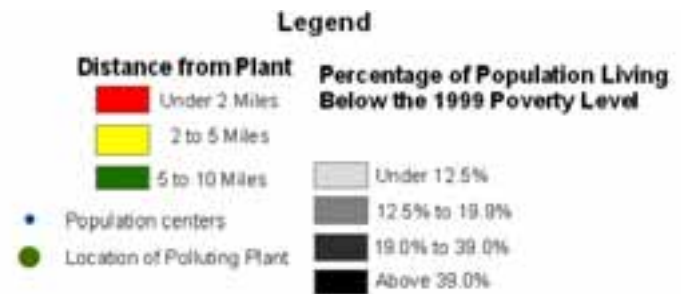 Legend
Distance from Plant
Under 2 Miles
2 to 5 Miles
5 to 10 Miles
Population centers
Location of Polluting Plant
Percentage of Population Living
Below the 1999 Poverty Level
Under 12.5%
12.5% to 19.9%
19.0% to 39.0%
Above 39.0%